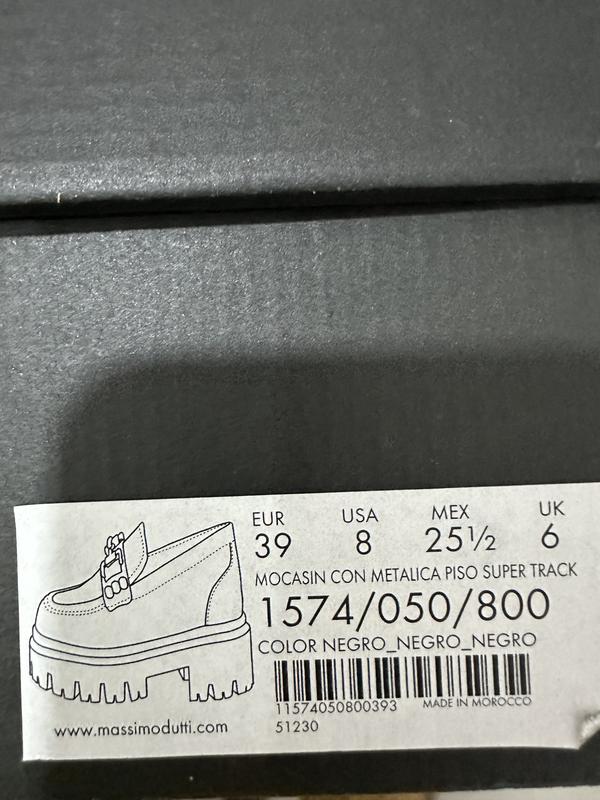 EUR USA MEX UK
39 8 25½ 6
MOCASIN CON METALICA PISO SUPER TRACK
1574/050/800
COLOR NEGRO_NEGRO_NEGRO
11574050800393 MADE IN MOROCCO
www.massimodutti.com 51230